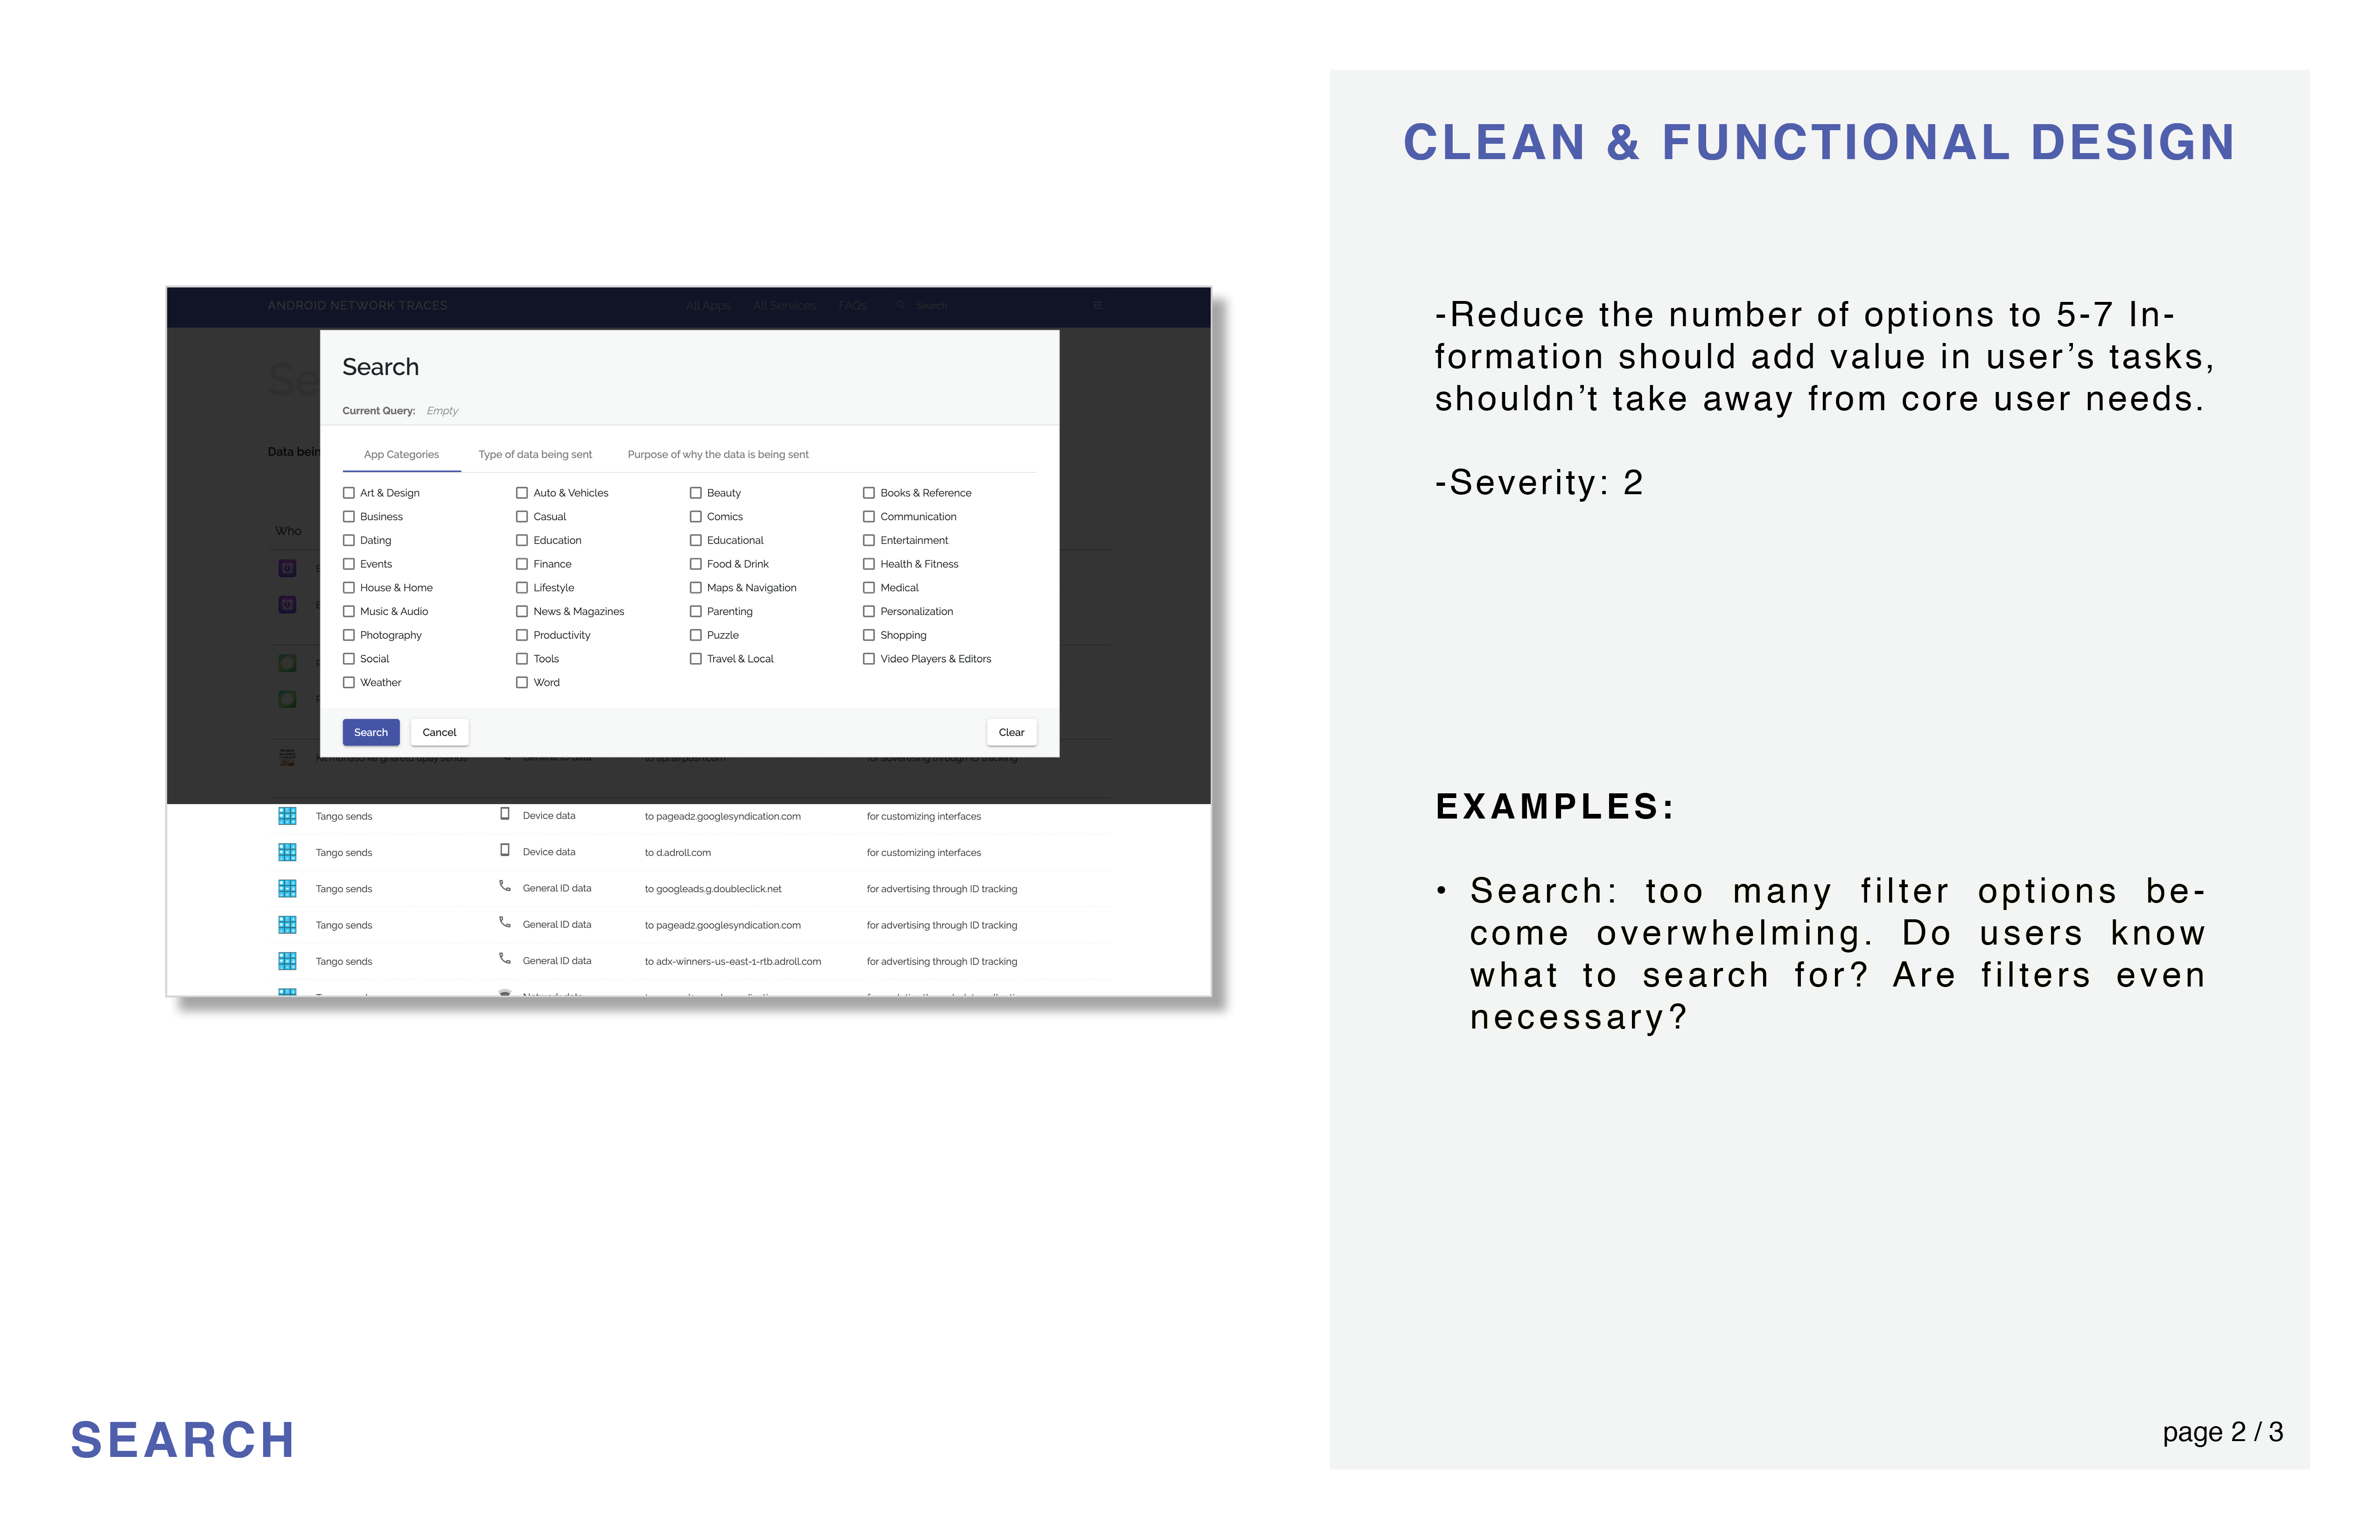 CLEAN & FUNCTIONAL DESIGN
-Reduce the number of options to 5-7 In-
formation should add value in user’s tasks,
shouldn’t take away from core user needs.
-Severity: 2
EXAMPLES:
• Search: too many filter options be-
come overwhelming. Do users know
what to search for? Are filters even
necessary?
ANDROID NETWORK TRACES All Apps All Services FAQs Search
Se
Search
Current Query: Empty
Data bein
App Categories Type of data being sent Purpose of why the data is being sent
Art & Design Auto & Vehicles Beauty Books & Reference
Business Casual Comics Communication
Who
Dating Education Educational Entertainment
Events Finance Food & Drink Health & Fitness
House & Home Lifestyle Maps & Navigation Medical
Music & Audio News & Magazines Parenting Personalization
Photography Productivity Puzzle Shopping
Social Tools Travel & Local Video Players & Editors
Weather Word
Search Cancel Clear
for advertising through ID tracking
Tango sends Device data to pagead2.googlesyndication.com for customizing interfaces
Tango sends Device data to d.adroll.com for customizing interfaces
Tango sends General ID data to googleads.g.doubleclick.net for advertising through ID tracking
Tango sends General ID data to pagead2.googlesyndication.com for advertising through ID tracking
Tango sends General ID data to adx-winners-us-east-1-rtb.adroll.com for advertising through ID tracking
SEARCH
page 2 / 3